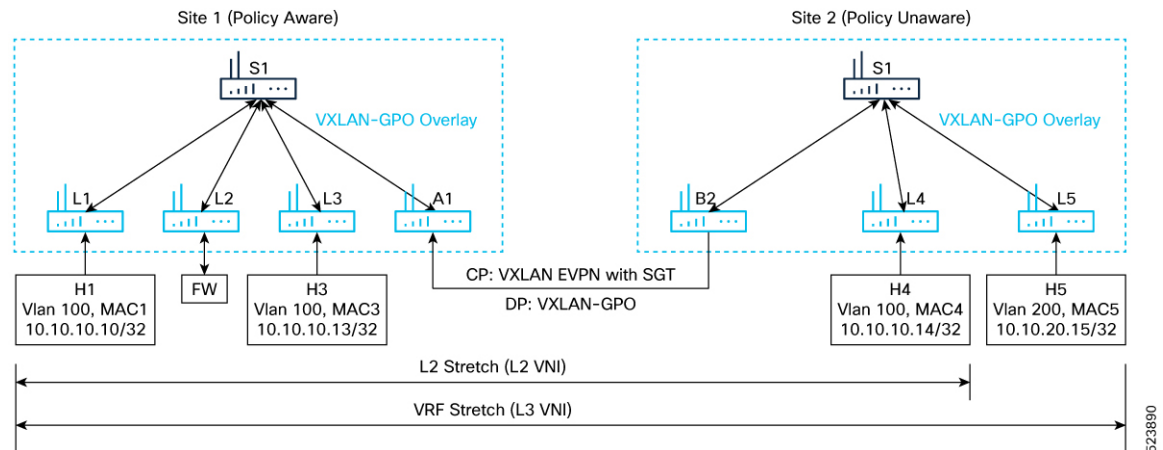 Site 1 (Policy Aware)
Site 2 (Policy Unaware)
S1
VXLAN-GPO Overlay
S1
VXLAN-GPO Overlay
L1
L2
L3
A1
B2
L4
L5
H1
Vlan 100, MAC1
10.10.10.10/32
FW
H3
Vlan 100, MAC3
10.10.10.13/32
CP: VXLAN EVPN with SGT
DP: VXLAN-GPO
H4
Vlan 100, MAC4
10.10.10.14/32
H5
Vlan 200, MAC5
10.10.20.15/32
L2 Stretch (L2 VNI)
VRF Stretch (L3 VNI)
523890